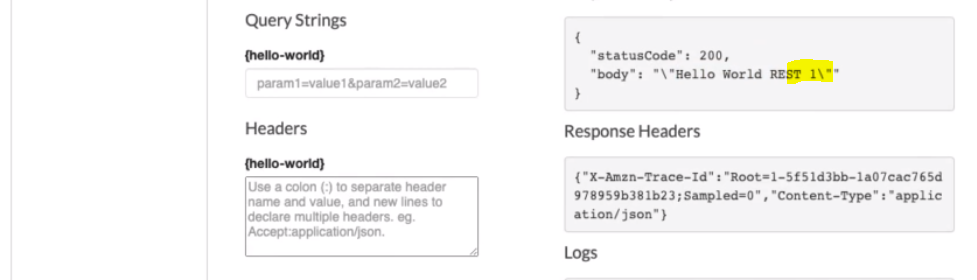 Query Strings
{hello-world}
param1=value1&param2=value2
Headers
{hello-world}
Use a colon (:) to separate header
name and value, and new lines to
declare multiple headers. eg.
Accept:application/json.
{
"statusCode": 200,
"body": "\"Hello World REST 1\""
}
Response Headers
{"X-Amzn-Trace-Id":"Root=1-5f51d3bb-1a07cac765d
978959b381b23;Sampled=0","Content-Type":"applic
ation/json"}
Logs